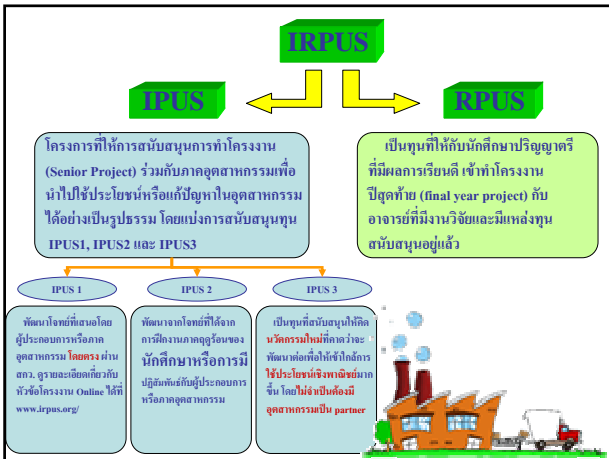 IRPUS
IPUS
RPUS
โครงการที่ให้การสนับสนุนการทำโครงงาน
(Senior Project) ร่วมกับภาคอุตสาหกรรมเพื่อ
นำไปใช้ประโยชน์หรือแก้ปัญหาในอุตสาหกรรม
ได้อย่างเป็นรูปธรรม โดยแบ่งการสนับสนุนทุน
IPUS1, IPUS2 และ IPUS3
เป็นทุนที่ให้กับนักศึกษาปริญญาตรี
ที่มีผลการเรียนดี เข้าทำโครงงาน
ปีสุดท้าย (final year project) กับ
อาจารย์ที่มีงานวิจัยและมีแหล่งทุน
สนับสนุนอยู่แล้ว
IPUS 1
พัฒนาโจทย์ที่เสนอโดย
ผู้ประกอบการหรือภาค
อุตสาหกรรม โดยตรง ผ่าน
สกว. ดูรายละเอียดเกี่ยวกับ
หัวข้อโครงงาน Online ได้ที่
www.irpus.org/
IPUS 2
พัฒนาจากโจทย์ที่ได้จาก
การฝึกงานภาคฤดูร้อนของ
นักศึกษาหรือการมี
ปฏิสัมพันธ์กับผู้ประกอบการ
หรือภาคอุตสาหกรรม
IPUS 3
เป็นทุนที่สนับสนุนให้คิด
นวัตกรรมใหม่ที่คาดว่าจะ
พัฒนาต่อเพื่อให้เข้าใกล้การ
ใช้ประโยชน์เชิงพาณิชย์มาก
ขึ้น โดยไม่จำเป็นต้องมี
อุตสาหกรรมเป็น partner